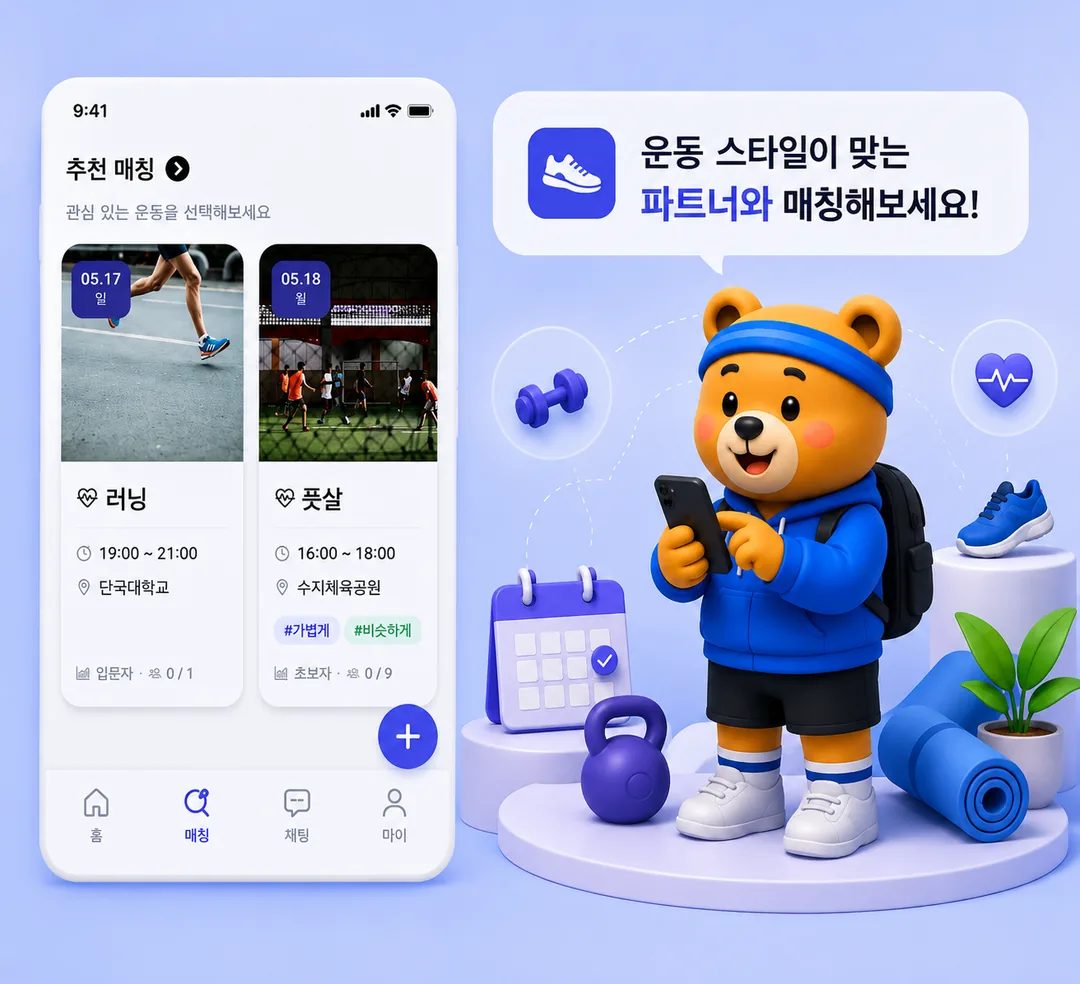 9:41
추천 매칭
관심 있는 운동을 선택해보세요
05.17
일
러닝
19:00 ~ 21:00
단국대학교
입문자 · 0 / 1
05.18
월
풋살
16:00 ~ 18:00
수지체육공원
#가볍게 #비슷하게
초보자 · 0 / 9
홈
매칭
채팅
마이
운동 스타일이 맞는
파트너와 매칭해보세요!